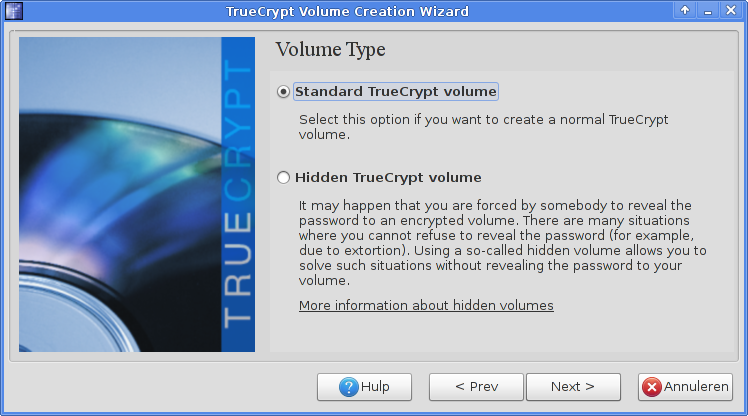 TrueCrypt Volume Creation Wizard
TRUECRYPT
Volume Type
Standard TrueCrypt volume
Select this option if you want to create a normal TrueCrypt
volume.
Hidden TrueCrypt volume
It may happen that you are forced by somebody to reveal the
password to an encrypted volume. There are many situations
where you cannot refuse to reveal the password (for example,
due to extortion). Using a so-called hidden volume allows you to
solve such situations without revealing the password to your
volume.
More information about hidden volumes
? Hulp
< Prev
Next >
Annuleren